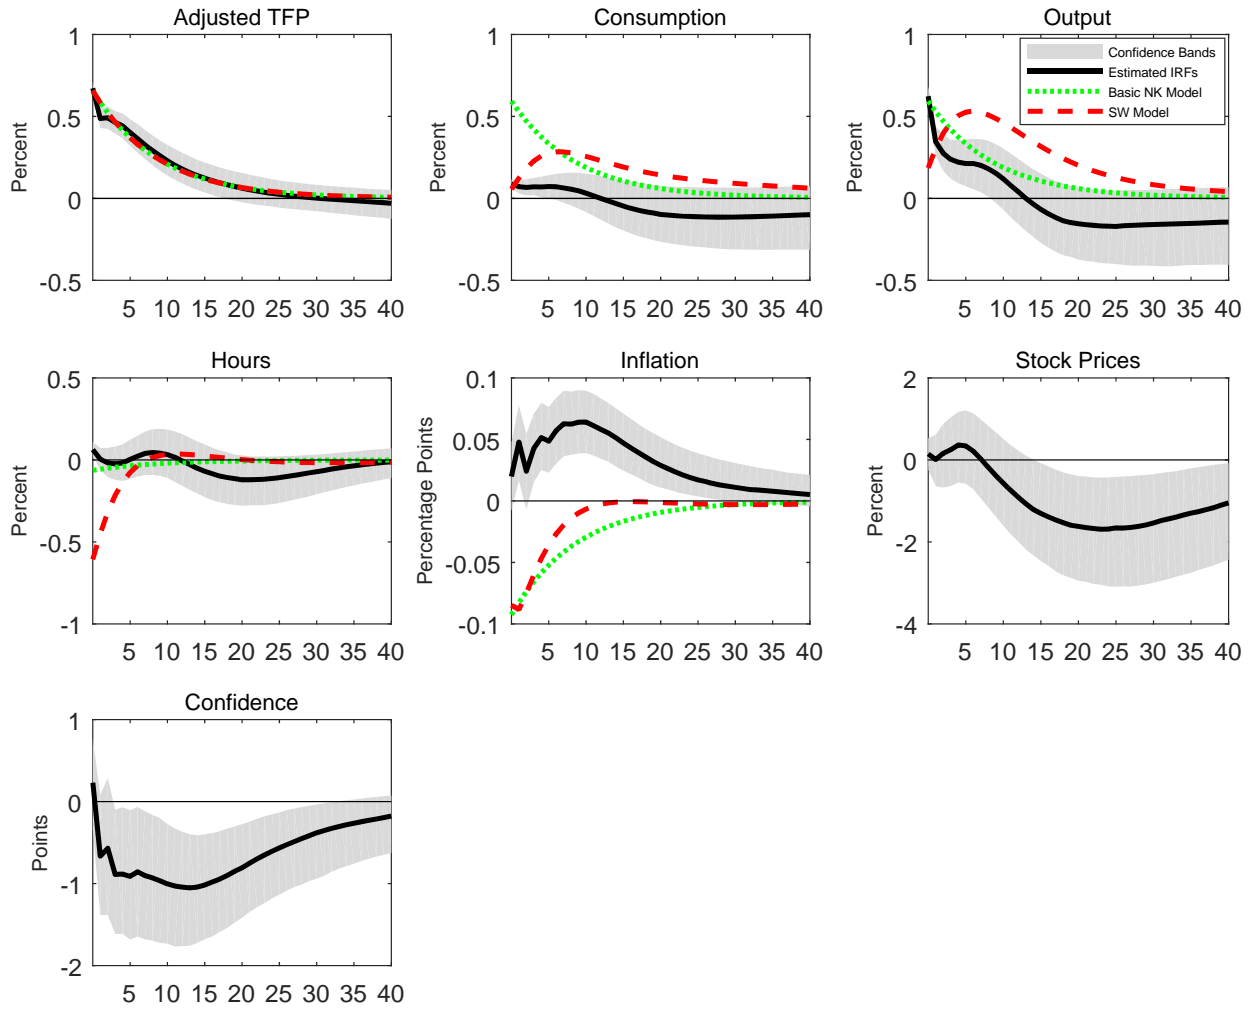 Adjusted TFP
Consumption
Output
1
0.5
0
-0.5
Percent
5 10 15 20 25 30 35 40
1
0.5
0
-0.5
Percent
5 10 15 20 25 30 35 40
1
0.5
0
-0.5
Percent
5 10 15 20 25 30 35 40
Confidence Bands
Estimated IRFs
Basic NK Model
SW Model
Hours
Inflation
Stock Prices
0.5
0
-0.5
-1
Percent
5 10 15 20 25 30 35 40
0.1
0.05
0
-0.05
-0.1
Percentage Points
5 10 15 20 25 30 35 40
2
0
-2
-4
Percent
5 10 15 20 25 30 35 40
Confidence
1
0
-1
-2
Points
5 10 15 20 25 30 35 40